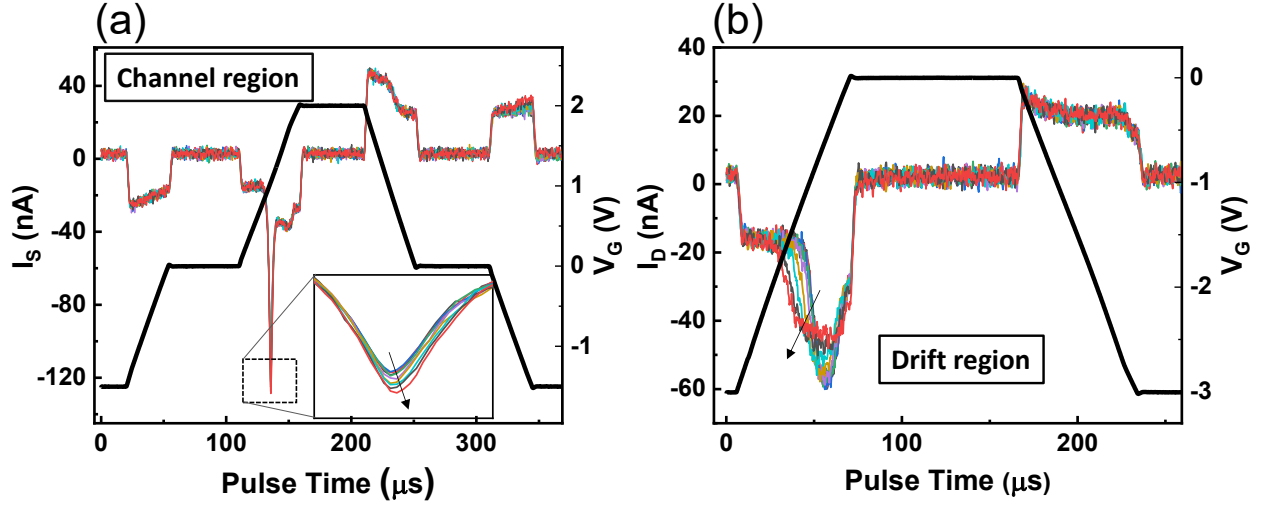 (a)
Channel region
40
0
-40
-80
-120
I_S (nA)
2
1
0
-1
V_G (V)
0
100
200
300
Pulse Time (μs)
(b)
Drift region
40
20
0
-20
-40
-60
I_D (nA)
0
-1
-2
-3
V_G (V)
0
100
200
Pulse Time (μs)